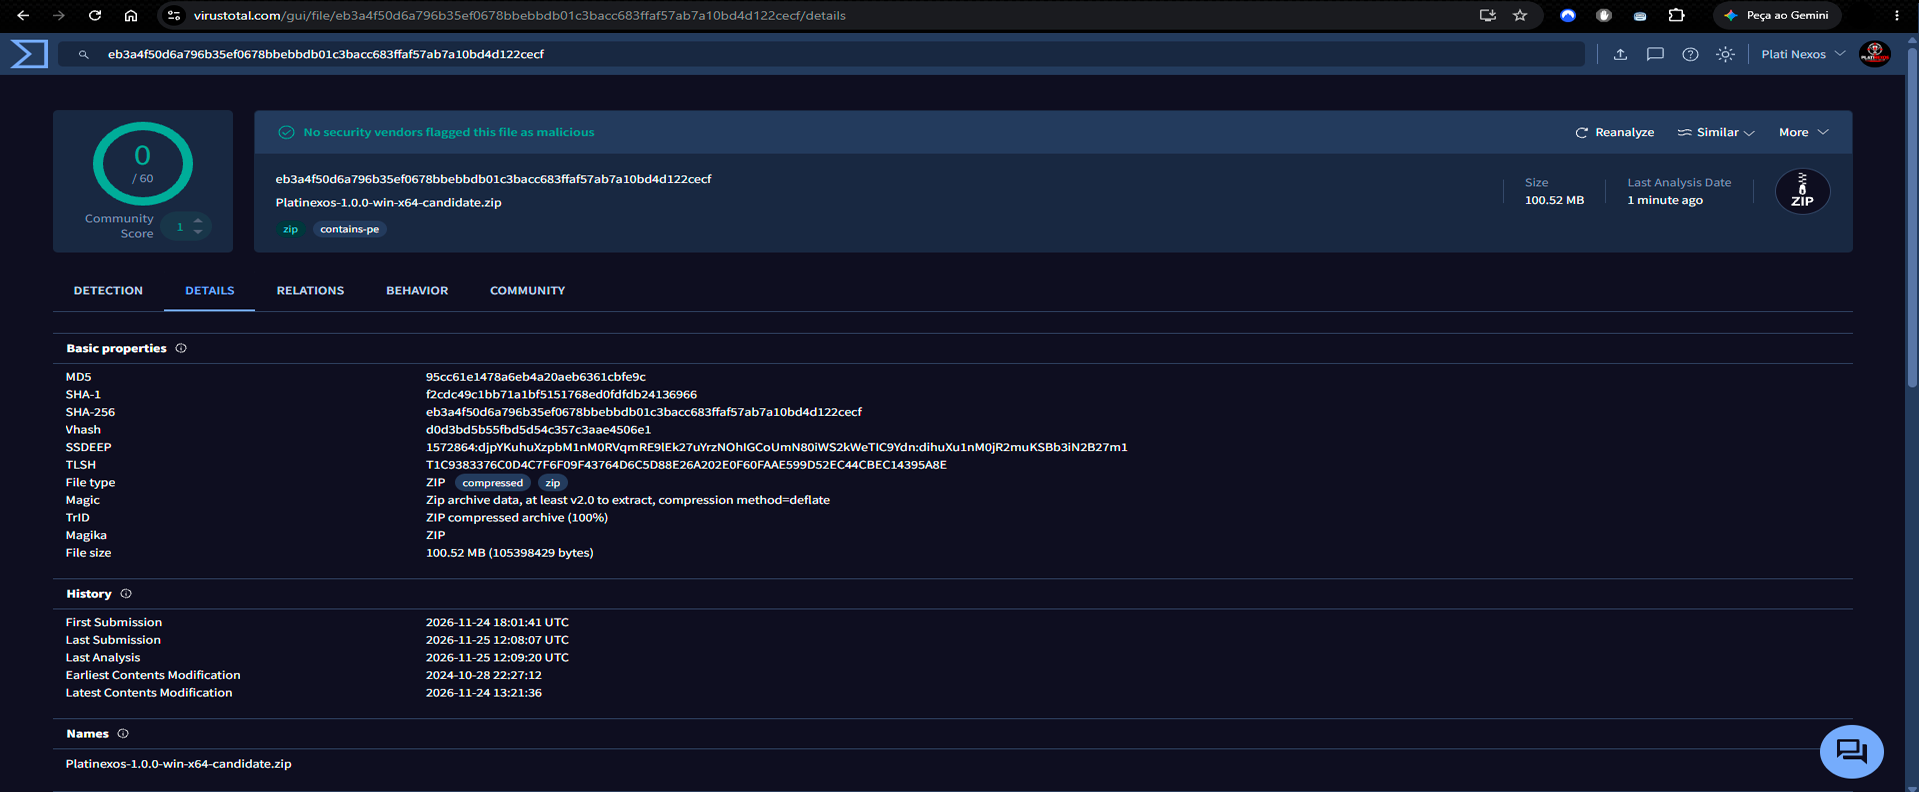 virustotal.com/gui/file/eb3a4f50d6a796b35ef0678bbebbdb01c3bacc683ffaf57ab7a10bd4d122cecf/details
Peça ao Gemini
eb3a4f50d6a796b35ef0678bbebbdb01c3bacc683ffaf57ab7a10bd4d122cecf
Plati Nexos
0
/ 60
Community
Score
1
No security vendors flagged this file as malicious
Reanalyze
Similar
More
eb3a4f50d6a796b35ef0678bbebbdb01c3bacc683ffaf57ab7a10bd4d122cecf
Platinexos-1.0.0-win-x64-candidate.zip
zip
contains-pe
Size
100.52 MB
Last Analysis Date
1 minute ago
ZIP
DETECTION
DETAILS
RELATIONS
BEHAVIOR
COMMUNITY
Basic properties
MD5 95cc61e1478a6eb4a20aeb6361cbfe9c
SHA-1 f2cdc49c1bb71a1bf5151768ed0fdfdb24136966
SHA-256 eb3a4f50d6a796b35ef0678bbebbdb01c3bacc683ffaf57ab7a10bd4d122cecf
Vhash d0d3bd5b55fbd5d54c357c3aae4506e1
SSDEEP 1572864:djpYKuhuXzpbM1nM0RVqmRE9lEk27uYrzNOhIGCoUmN80iWS2kWeTIC9Ydn:dihuXu1nM0jR2muKSBb3iN2B27m1
TLSH T1C9383376C0D4C7F6F09F43764D6C5D88E26A202E0F60FAAE599D52EC44CBEC14395A8E
File type ZIP compressed zip
Magic Zip archive data, at least v2.0 to extract, compression method=deflate
TrID ZIP compressed archive (100%)
Magika ZIP
File size 100.52 MB (105398429 bytes)
History
First Submission 2026-11-24 18:01:41 UTC
Last Submission 2026-11-25 12:08:07 UTC
Last Analysis 2026-11-25 12:09:20 UTC
Earliest Contents Modification 2024-10-28 22:27:12
Latest Contents Modification 2026-11-24 13:21:36
Names
Platinexos-1.0.0-win-x64-candidate.zip